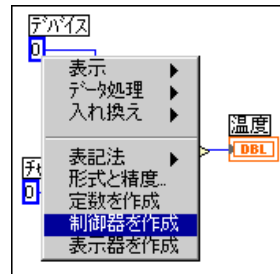 デバイス
0
表示
データ処理
入れ換え
温度
DBL
表記法
チャ
形式と精度...
0
定数を作成
制御器を作成
表示器を作成